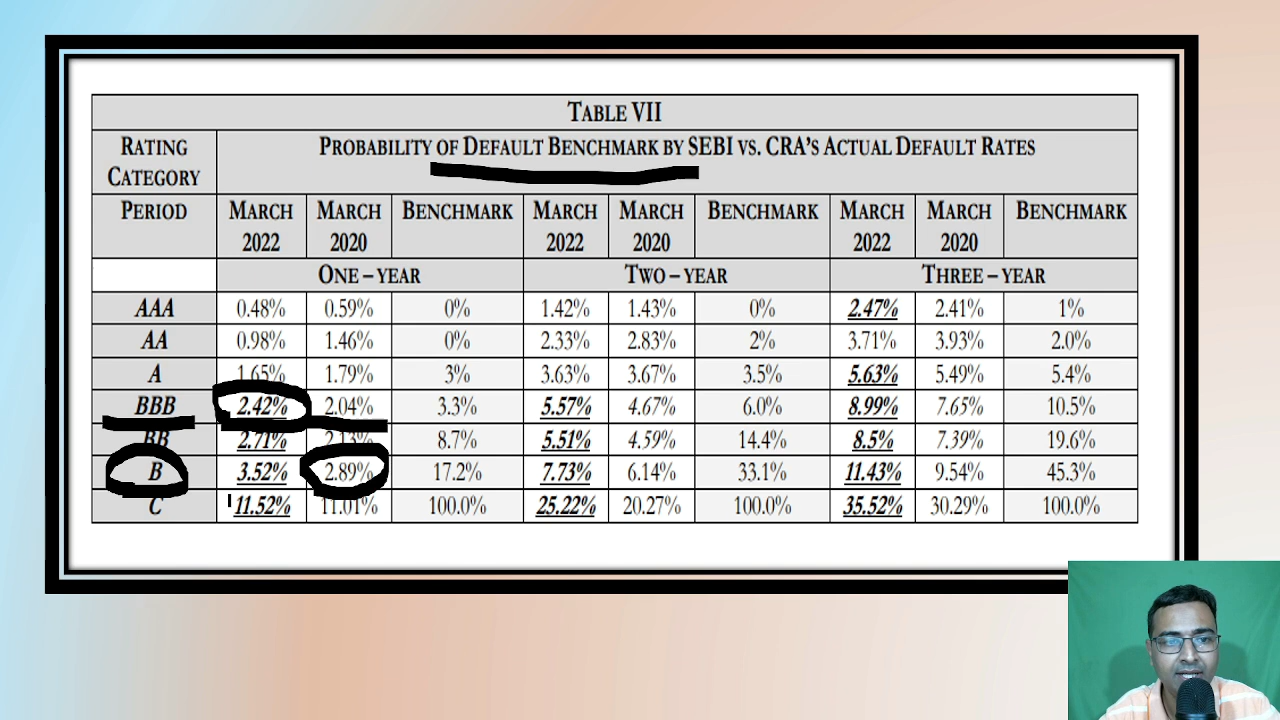 TABLE VII
RATING CATEGORY PROBABILITY OF DEFAULT BENCHMARK BY SEBI VS. CRA'S ACTUAL DEFAULT RATES
PERIOD MARCH 2022 MARCH 2020 BENCHMARK MARCH 2022 MARCH 2020 BENCHMARK MARCH 2022 MARCH 2020 BENCHMARK
ONE – YEAR TWO – YEAR THREE – YEAR
AAA 0.48% 0.59% 0% 1.42% 1.43% 0% 2.47% 2.41% 1%
AA 0.98% 1.46% 0% 2.33% 2.83% 2% 3.71% 3.93% 2.0%
A 1.65% 1.79% 3% 3.63% 3.67% 3.5% 5.63% 5.49% 5.4%
BBB 2.42% 2.04% 3.3% 5.57% 4.67% 6.0% 8.99% 7.65% 10.5%
BB 2.71% 2.13% 8.7% 5.51% 4.59% 14.4% 8.5% 7.39% 19.6%
B 3.52% 2.89% 17.2% 7.73% 6.14% 33.1% 11.43% 9.54% 45.3%
C 11.52% 11.01% 100.0% 25.22% 20.27% 100.0% 35.52% 30.29% 100.0%